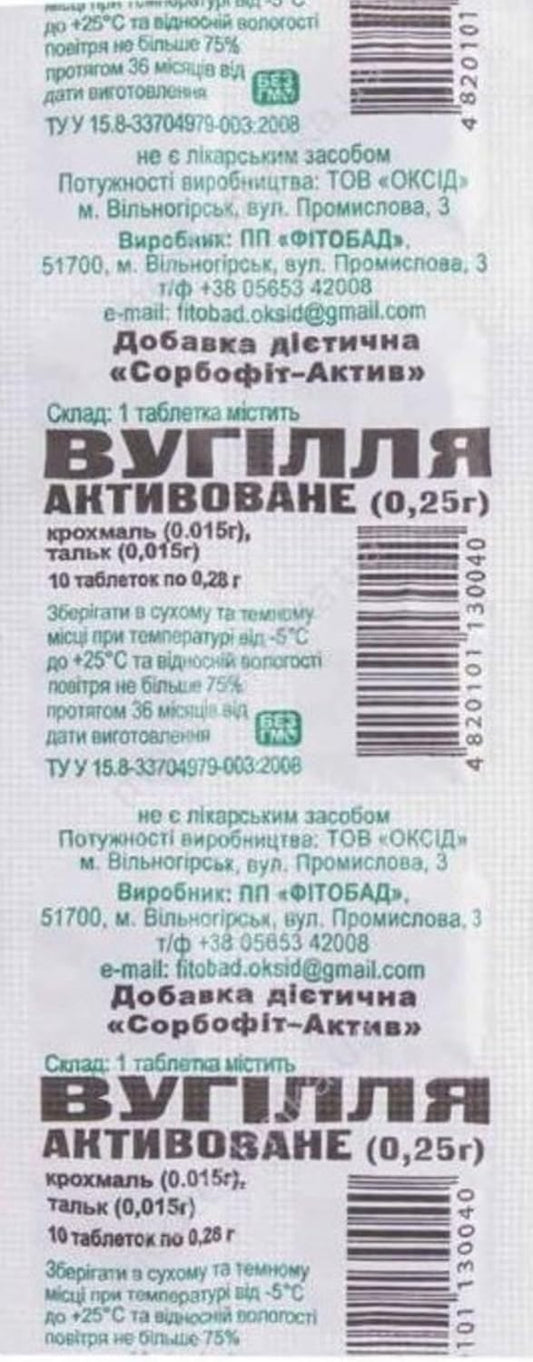 місці при температурі від -5°С
до +25°С та відносній вологості
повітря не більше 75%
протягом 36 місяців від
дати виготовлення
БЕЗ
ГМО
4 820101
ТУ У 15.8-33704979-003:2008
не є лікарським засобом
Потужності виробництва: ТОВ «ОКСІД»
м. Вільногірськ, вул. Промислова, 3
Виробник: ПП «ФІТОБАД»,
51700, м. Вільногірськ, вул. Промислова, 3
т/ф +38 05653 42008
e-mail: fitobad.oksid@gmail.com
Добавка дієтична
«Сорбофіт-Актив»
Склад: 1 таблетка містить
ВУГІЛЛЯ
АКТИВОВАНЕ (0,25г)
крохмаль (0.015г),
тальк (0,015г)
10 таблеток по 0,28 г
4 820101 130040
Зберігати в сухому та темному
місці при температурі від -5°С
до +25°С та відносній вологості
повітря не більше 75%
протягом 36 місяців від
дати виготовлення
БЕЗ
ГМО
ТУ У 15.8-33704979-003:2008
не є лікарським засобом
Потужності виробництва: ТОВ «ОКСІД»
м. Вільногірськ, вул. Промислова, 3
Виробник: ПП «ФІТОБАД»,
51700, м. Вільногірськ, вул. Промислова, 3
т/ф +38 05653 42008
e-mail: fitobad.oksid@gmail.com
Добавка дієтична
«Сорбофіт-Актив»
Склад: 1 таблетка містить
ВУГІЛЛЯ
АКТИВОВАНЕ (0,25г)
крохмаль (0.015г),
тальк (0,015г)
10 таблеток по 0,28 г
101 130040
Зберігати в сухому та темному
місці при температурі від -5°С
до +25°С та відносній вологості
повітря не більше 75%